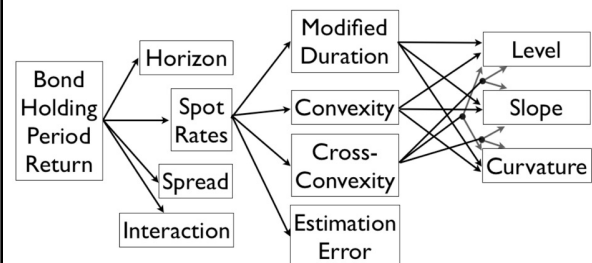 Bond
Holding
Period
Return
Horizon
Spot
Rates
Spread
Interaction
Modified
Duration
Convexity
Cross-
Convexity
Estimation
Error
Level
Slope
Curvature